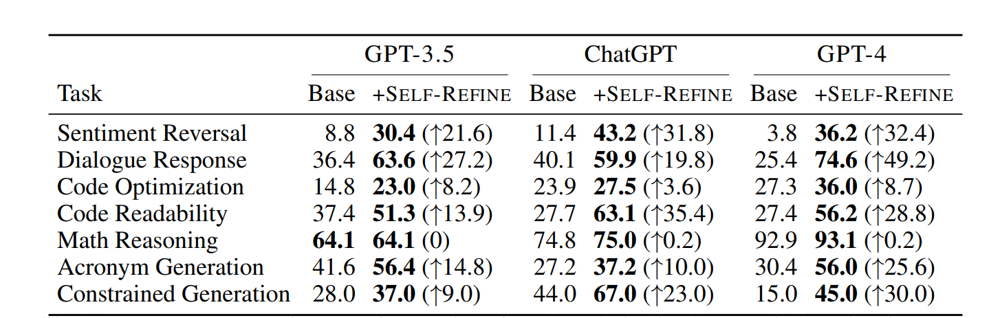 GPT-3.5 ChatGPT GPT-4
Task Base +SELF-REFINE Base +SELF-REFINE Base +SELF-REFINE
Sentiment Reversal 8.8 30.4 (↑21.6) 11.4 43.2 (↑31.8) 3.8 36.2 (↑32.4)
Dialogue Response 36.4 63.6 (↑27.2) 40.1 59.9 (↑19.8) 25.4 74.6 (↑49.2)
Code Optimization 14.8 23.0 (↑8.2) 23.9 27.5 (↑3.6) 27.3 36.0 (↑8.7)
Code Readability 37.4 51.3 (↑13.9) 27.7 63.1 (↑35.4) 27.4 56.2 (↑28.8)
Math Reasoning 64.1 64.1 (0) 74.8 75.0 (↑0.2) 92.9 93.1 (↑0.2)
Acronym Generation 41.6 56.4 (↑14.8) 27.2 37.2 (↑10.0) 30.4 56.0 (↑25.6)
Constrained Generation 28.0 37.0 (↑9.0) 44.0 67.0 (↑23.0) 15.0 45.0 (↑30.0)